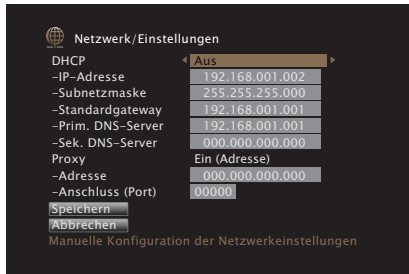 Netzwerk/Einstellungen
DHCP Aus
-IP-Adresse 192.168.001.002
-Subnetzmaske 255.255.255.000
-Standardgateway 192.168.001.001
-Prim. DNS-Server 192.168.001.001
-Sek. DNS-Server 000.000.000.000
Proxy Ein (Adresse)
-Adresse 000.000.000.000
-Anschluss (Port) 00000
Speichern
Abbrechen
Manuelle Konfiguration der Netzwerkeinstellungen